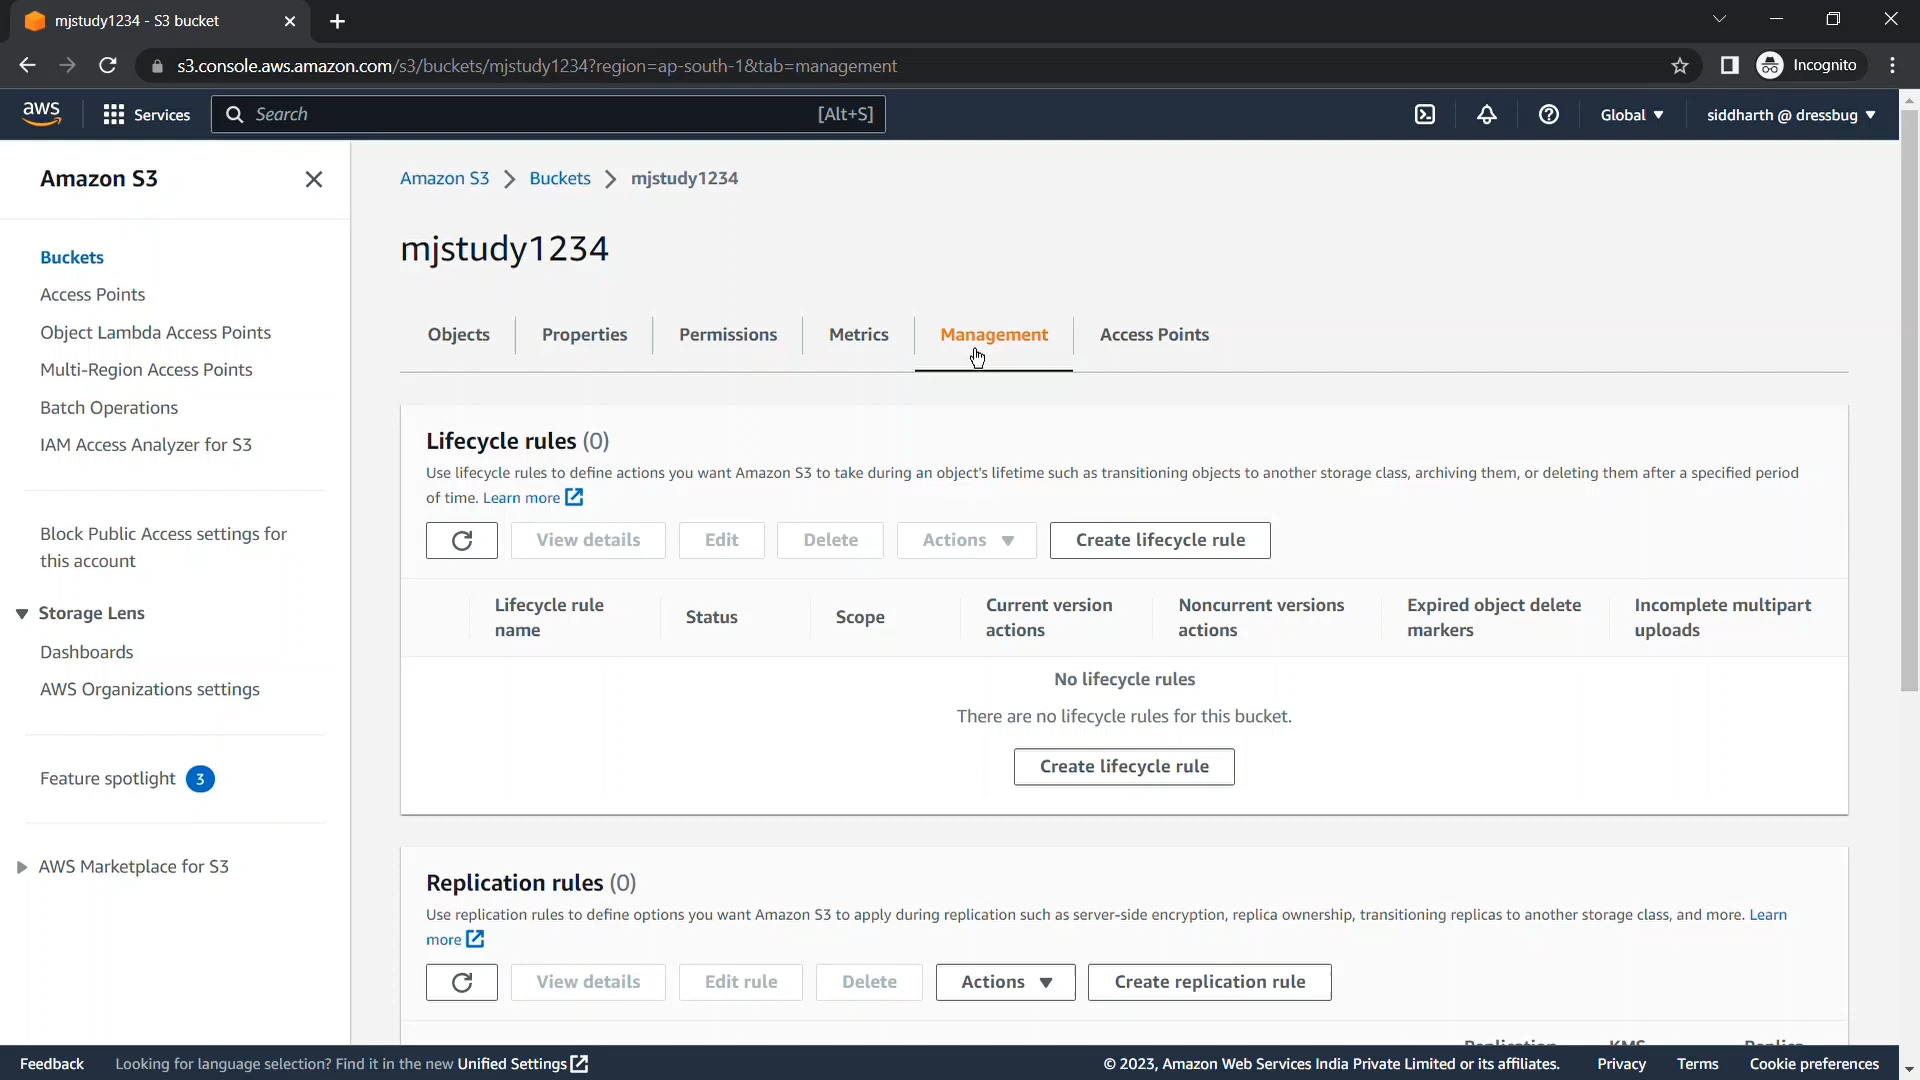 mjstudy1234 - S3 bucket
s3.console.aws.amazon.com/s3/buckets/mjstudy1234?region=ap-south-1&tab=management
Incognito
aws
Services
Search
[Alt+S]
Global
siddharth @ dressbug
Amazon S3
Buckets
Access Points
Object Lambda Access Points
Multi-Region Access Points
Batch Operations
IAM Access Analyzer for S3
Block Public Access settings for
this account
Storage Lens
Dashboards
AWS Organizations settings
Feature spotlight 3
AWS Marketplace for S3
Amazon S3 > Buckets > mjstudy1234
mjstudy1234
Objects
Properties
Permissions
Metrics
Management
Access Points
Lifecycle rules (0)
Use lifecycle rules to define actions you want Amazon S3 to take during an object's lifetime such as transitioning objects to another storage class, archiving them, or deleting them after a specified period
of time. Learn more
View details
Edit
Delete
Actions
Create lifecycle rule
Lifecycle rule
name
Status
Scope
Current version
actions
Noncurrent versions
actions
Expired object delete
markers
Incomplete multipart
uploads
No lifecycle rules
There are no lifecycle rules for this bucket.
Create lifecycle rule
Replication rules (0)
Use replication rules to define options you want Amazon S3 to apply during replication such as server-side encryption, replica ownership, transitioning replicas to another storage class, and more. Learn
more
View details
Edit rule
Delete
Actions
Create replication rule
Replication
KMS
Replica
Feedback
Looking for language selection? Find it in the new Unified Settings
© 2023, Amazon Web Services India Private Limited or its affiliates.
Privacy
Terms
Cookie preferences